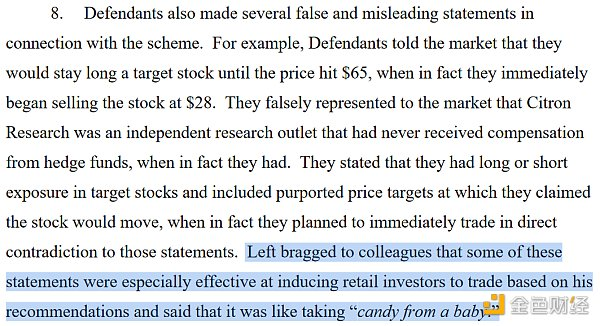 8. Defendants also made several false and misleading statements in
connection with the scheme. For example, Defendants told the market that they
would stay long a target stock until the price hit $65, when in fact they immediately
began selling the stock at $28. They falsely represented to the market that Citron
Research was an independent research outlet that had never received compensation
from hedge funds, when in fact they had. They stated that they had long or short
exposure in target stocks and included purported price targets at which they claimed
the stock would move, when in fact they planned to immediately trade in direct
contradiction to those statements. Left bragged to colleagues that some of these
statements were especially effective at inducing retail investors to trade based on his
recommendations and said that it was like taking “candy from a baby.”
金色财经